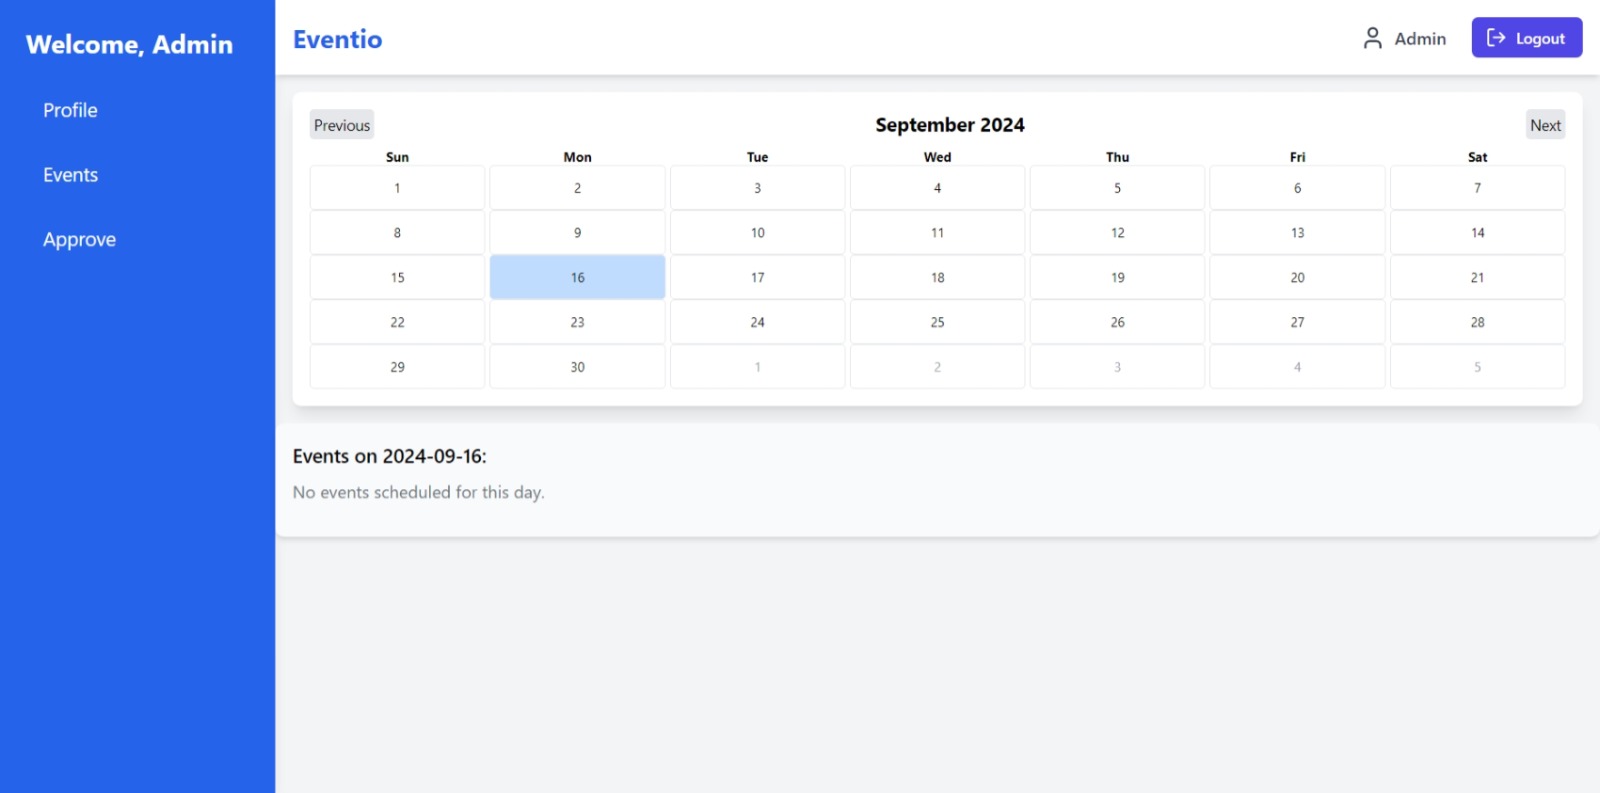 Welcome, Admin
Profile
Events
Approve
Eventio
Admin
Logout
Previous
September 2024
Next
Sun Mon Tue Wed Thu Fri Sat
1 2 3 4 5 6 7
8 9 10 11 12 13 14
15 16 17 18 19 20 21
22 23 24 25 26 27 28
29 30 1 2 3 4 5
Events on 2024-09-16:
No events scheduled for this day.